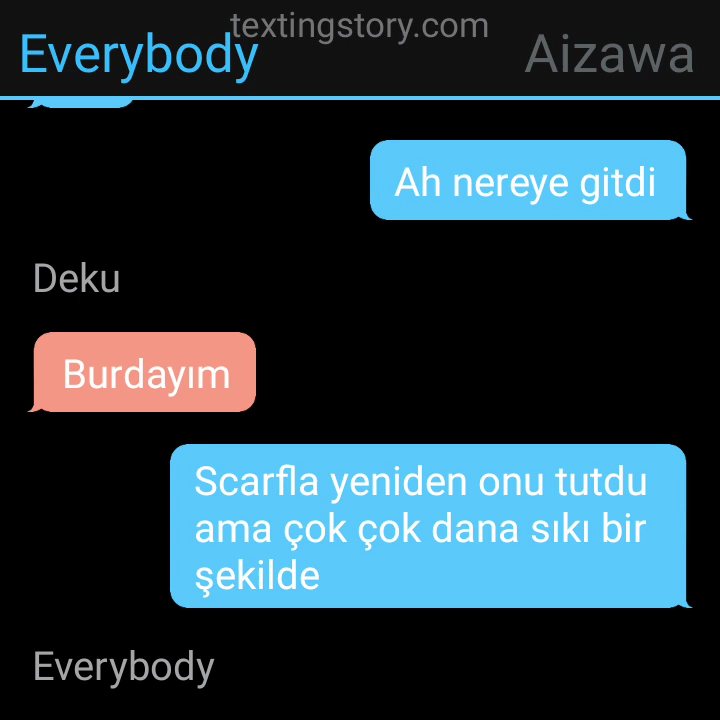 textingstory.com
Everybody
Aizawa
Ah nereye gitdi
Deku
Burdayım
Scarfla yeniden onu tutdu
ama çok çok dana sıkı bir
şekilde
Everybody